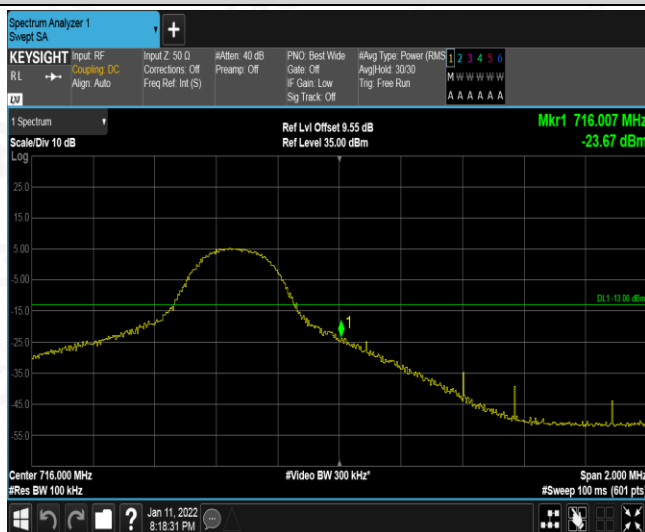 Spectrum Analyzer 1
Swept SA
+
KEYSIGHT
RL
LXI
Input: RF
Coupling: DC
Align: Auto
Input Z: 50 Ω
Corrections: Off
Freq Ref: Int (S)
#Atten: 40 dB
Preamp: Off
PNO: Best Wide
Gate: Off
IF Gain: Low
Sig Track: Off
#Avg Type: Power (RMS
Avg|Hold: 30/30
Trig: Free Run
1 2 3 4 5 6
M W W W W W
A A A A A A
1 Spectrum
Scale/Div 10 dB
Log
Ref Lvl Offset 9.55 dB
Ref Level 35.00 dBm
Mkr1 716.007 MHz
-23.67 dBm
25.0
15.0
5.00
-5.00
-15.0
-25.0
-35.0
-45.0
-55.0
DL1 -13.00 dBm
1
Center 716.000 MHz
#Res BW 100 kHz
#Video BW 300 kHz*
Span 2.000 MHz
#Sweep 100 ms (601 pts)
?
Jan 11, 2022
8:18:31 PM